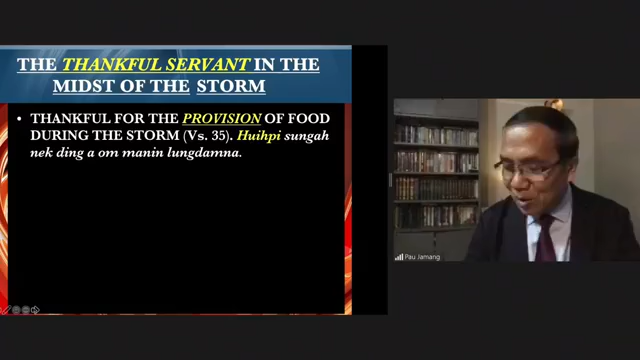 THE THANKFUL SERVANT IN THE
MIDST OF THE STORM
• THANKFUL FOR THE PROVISION OF FOOD
DURING THE STORM (Vs. 35). Huihpi sungah
nek ding a om manin lungdamna.
Pau Jamang